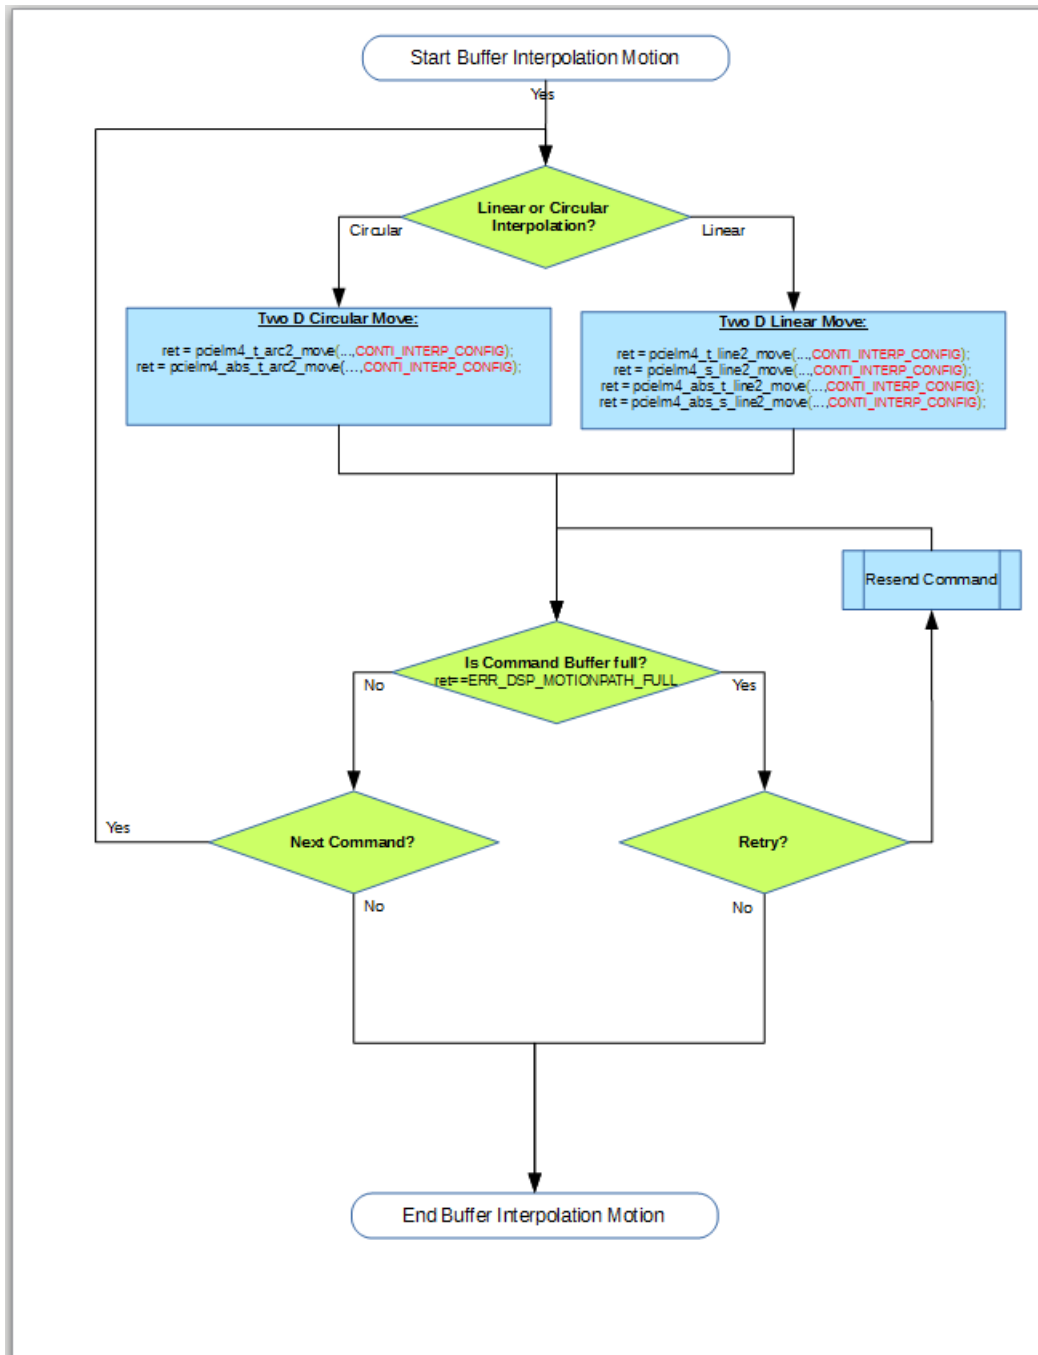 Start Buffer Interpolation Motion
Yes
Linear or Circular
Interpolation?
Circular
Linear
Two D Circular Move:
ret = pcielm4_t_arc2_move(...,CONTI_INTERP_CONFIG);
ret = pcielm4_abs_t_arc2_move(...,CONTI_INTERP_CONFIG);
Two D Linear Move:
ret = pcielm4_t_line2_move(...,CONTI_INTERP_CONFIG);
ret = pcielm4_s_line2_move(...,CONTI_INTERP_CONFIG);
ret = pcielm4_abs_t_line2_move(...,CONTI_INTERP_CONFIG);
ret = pcielm4_abs_s_line2_move(...,CONTI_INTERP_CONFIG);
Resend Command
Is Command Buffer full?
ret==ERR_DSP_MOTIONPATH_FULL
No
Yes
Yes
Next Command?
Retry?
No
No
End Buffer Interpolation Motion